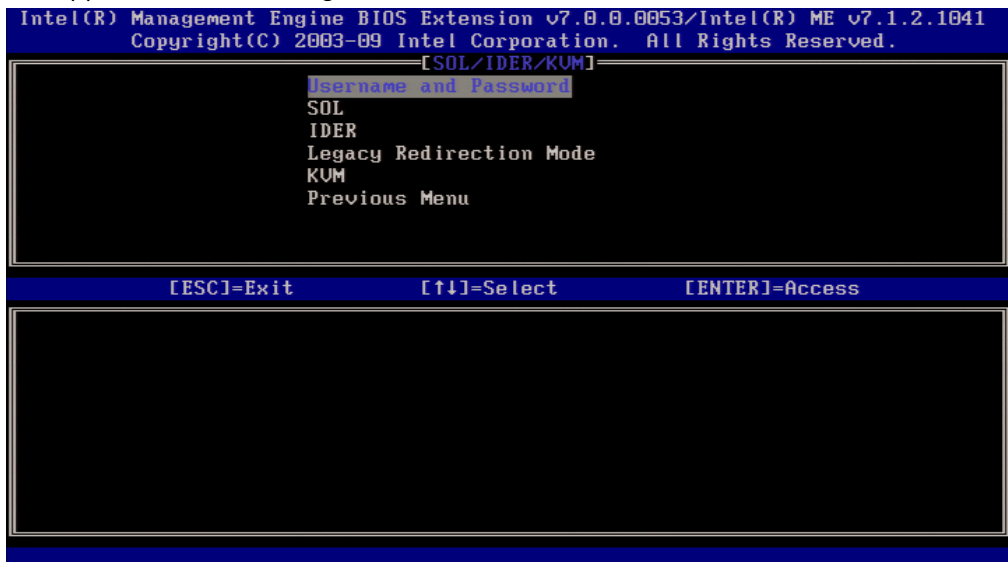 Intel(R) Management Engine BIOS Extension v7.0.0.0053/Intel(R) ME v7.1.2.1041
Copyright(C) 2003-09 Intel Corporation. All Rights Reserved.
[SOL/IDER/KVM]
Username and Password
SOL
IDER
Legacy Redirection Mode
KVM
Previous Menu
[ESC]=Exit [↑↓]=Select [ENTER]=Access